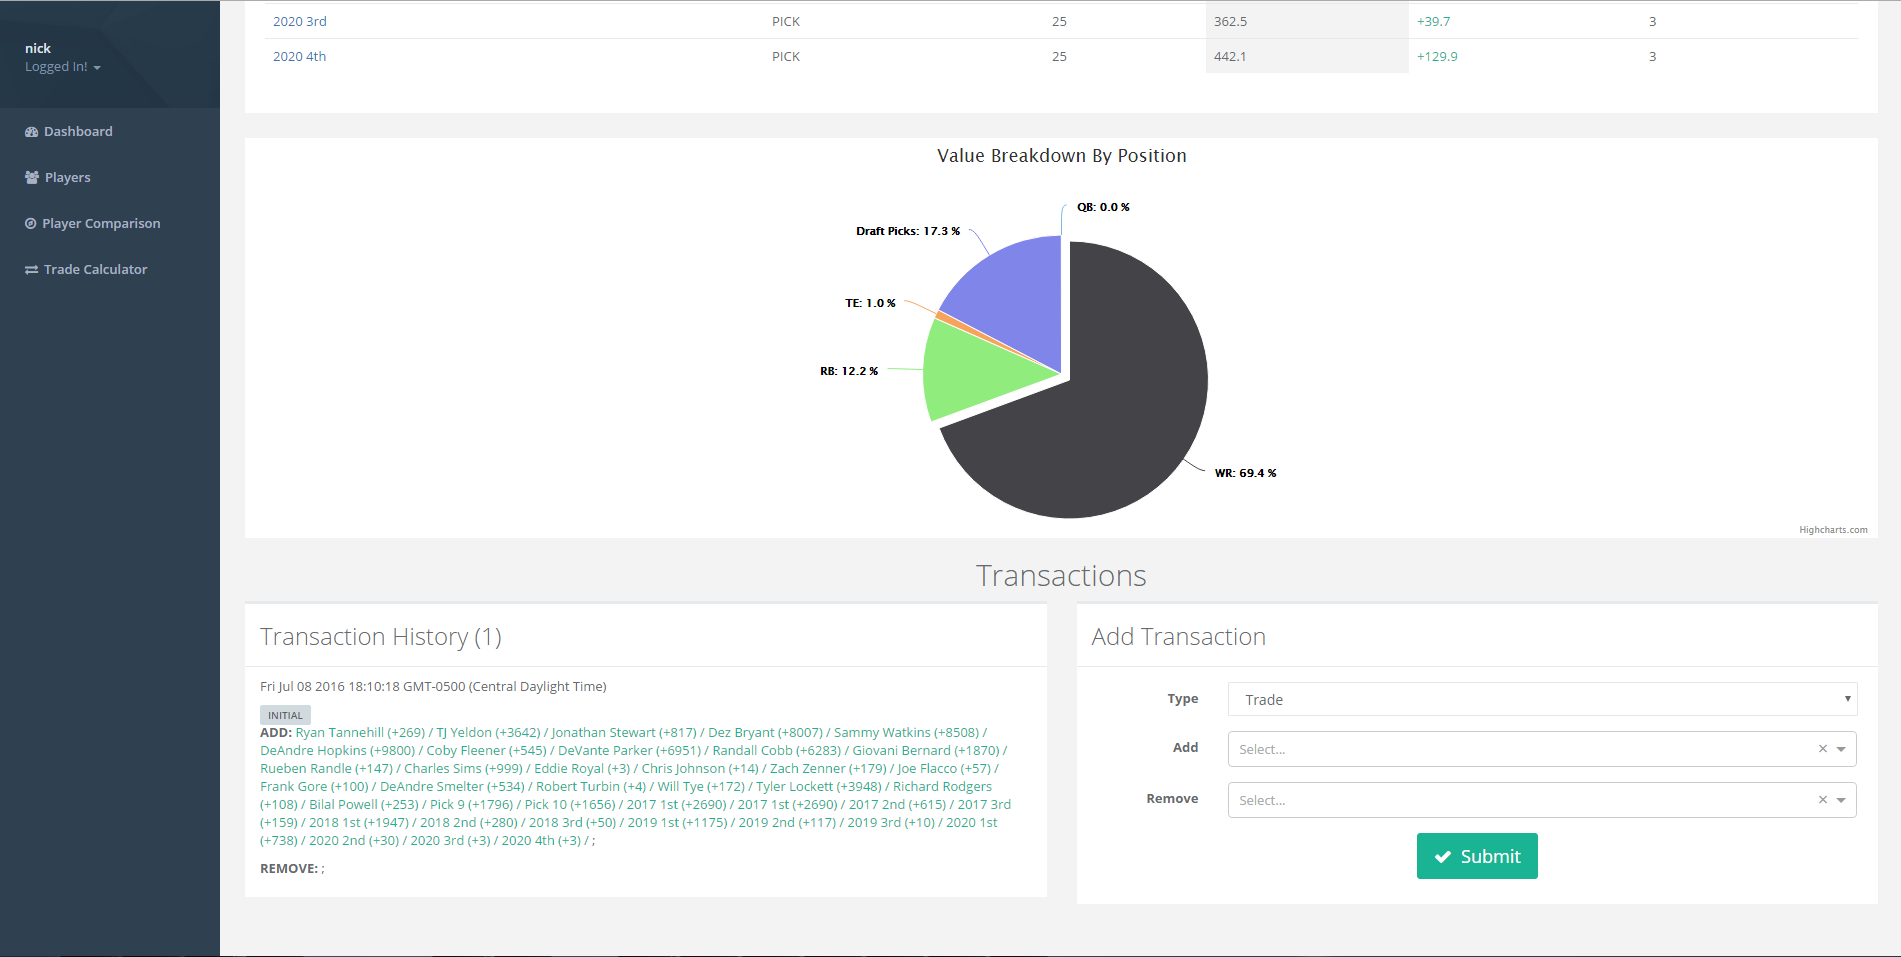 nick
Logged In!
Dashboard
Players
Player Comparison
Trade Calculator
2020 3rd PICK 25 362.5 +39.7 3
2020 4th PICK 25 442.1 +129.9 3
Value Breakdown By Position
QB: 0.0 %
Draft Picks: 17.3 %
TE: 1.0 %
RB: 12.2 %
WR: 69.4 %
Highcharts.com
Transactions
Transaction History (1)
Fri Jul 08 2016 18:10:18 GMT-0500 (Central Daylight Time)
INITIAL
ADD: Ryan Tannehill (+269) / TJ Yeldon (+3642) / Jonathan Stewart (+817) / Dez Bryant (+8007) / Sammy Watkins (+8508) /
DeAndre Hopkins (+9800) / Coby Fleener (+545) / DeVante Parker (+6951) / Randall Cobb (+6283) / Giovani Bernard (+1870) /
Rueben Randle (+147) / Charles Sims (+999) / Eddie Royal (+3) / Chris Johnson (+14) / Zach Zenner (+179) / Joe Flacco (+57) /
Frank Gore (+100) / DeAndre Smelter (+534) / Robert Turbin (+4) / Will Tye (+172) / Tyler Lockett (+3948) / Richard Rodgers
(+108) / Bilal Powell (+253) / Pick 9 (+1796) / Pick 10 (+1656) / 2017 1st (+2690) / 2017 1st (+2690) / 2017 2nd (+615) / 2017 3rd
(+159) / 2018 1st (+1947) / 2018 2nd (+280) / 2018 3rd (+50) / 2019 1st (+1175) / 2019 2nd (+117) / 2019 3rd (+10) / 2020 1st
(+738) / 2020 2nd (+30) / 2020 3rd (+3) / 2020 4th (+3) / ;
REMOVE: ;
Add Transaction
Type Trade
Add Select...
Remove Select...
Submit